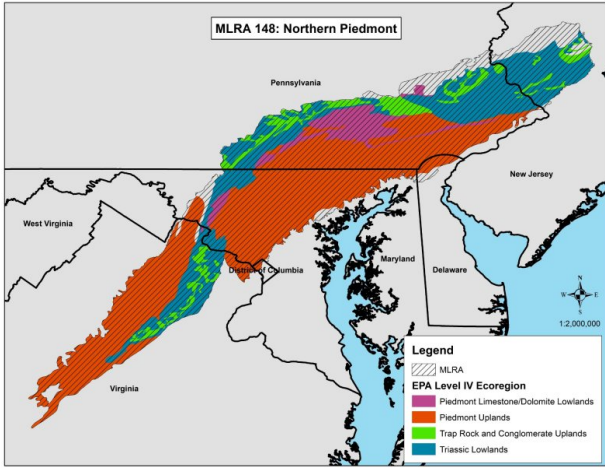 MLRA 148: Northern Piedmont
Pennsylvania
New Jersey
West Virginia
District of Columbia
Maryland
Delaware
Virginia
N
W E
S
1:2,000,000
Legend
MLRA
EPA Level IV Ecoregion
Piedmont Limestone/Dolomite Lowlands
Piedmont Uplands
Trap Rock and Conglomerate Uplands
Triassic Lowlands